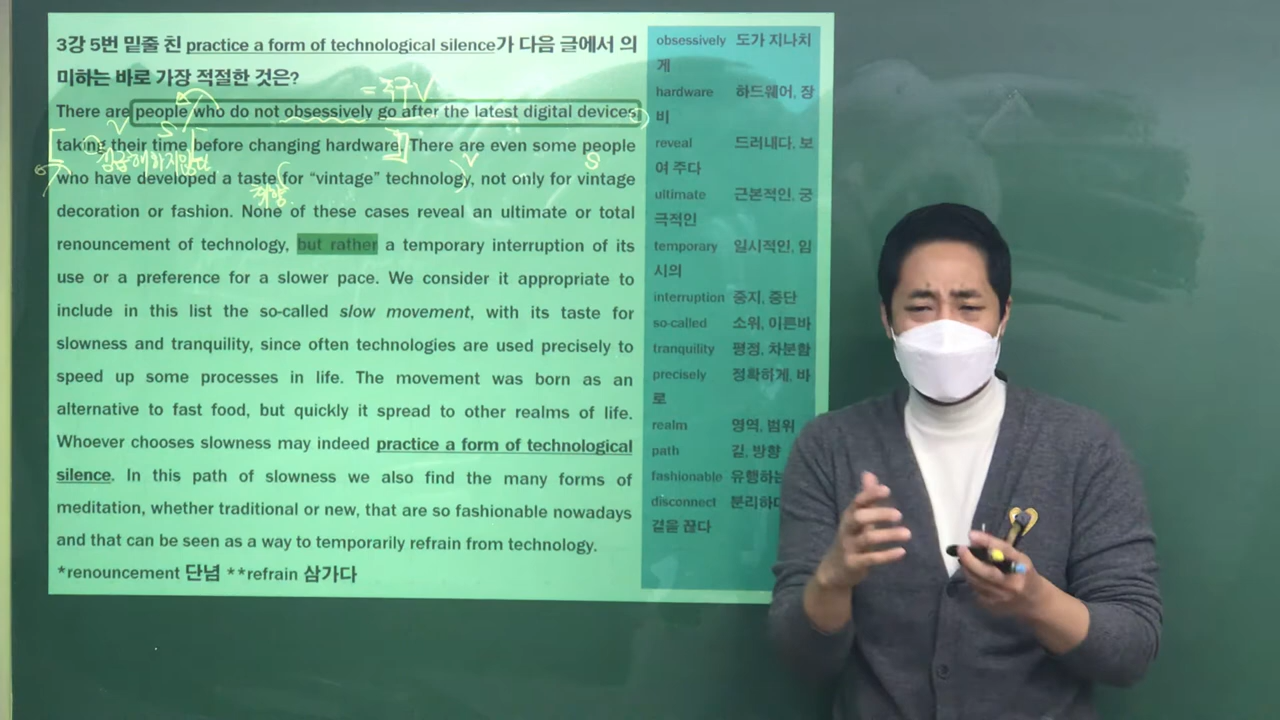 3강 5번 밑줄 친 practice a form of technological silence가 다음 글에서 의
미하는 바로 가장 적절한 것은?
= 추구 V
There are people who do not obsessively go after the latest digital devices,
taking their time before changing hardware. There are even some people
V
S
V
S
who have developed a taste for “vintage” technology, not only for vintage
취향
decoration or fashion. None of these cases reveal an ultimate or total
renouncement of technology, but rather a temporary interruption of its
use or a preference for a slower pace. We consider it appropriate to
include in this list the so-called slow movement, with its taste for
slowness and tranquility, since often technologies are used precisely to
speed up some processes in life. The movement was born as an
alternative to fast food, but quickly it spread to other realms of life.
Whoever chooses slowness may indeed practice a form of technological
silence. In this path of slowness we also find the many forms of
meditation, whether traditional or new, that are so fashionable nowadays
and that can be seen as a way to temporarily refrain from technology.
*renouncement 단념 **refrain 삼가다
obsessively 도가 지나치
게
hardware 하드웨어, 장
비
reveal 드러내다, 보
여 주다
ultimate 근본적인, 궁
극적인
temporary 일시적인, 임
시의
interruption 중지, 중단
so-called 소위, 이른바
tranquility 평정, 차분함
precisely 정확하게, 바
로
realm 영역, 범위
path 길, 방향
fashionable 유행하는
disconnect 분리하다
곁을 끊다